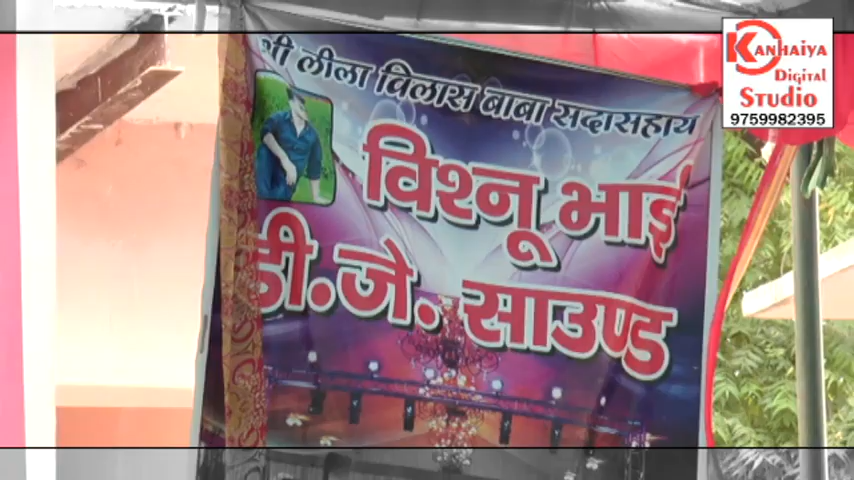 श्री लीला विलास बाबा सदासहाय
विश्नू भाई
डी.जे. साउण्ड
KANHAIYA
DIGITAL
STUDIO
9759982395